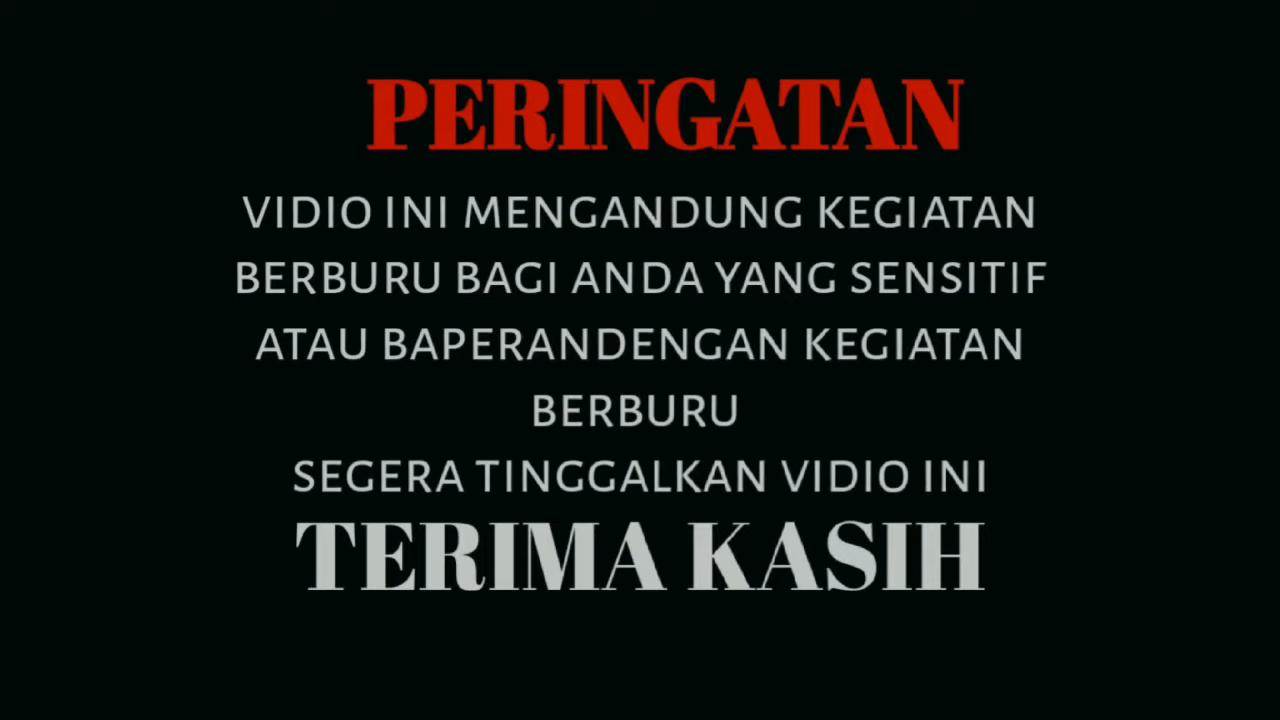 PERINGATAN
VIDIO INI MENGANDUNG KEGIATAN
BERBURU BAGI ANDA YANG SENSITIF
ATAU BAPERANDENGAN KEGIATAN
BERBURU
SEGERA TINGGALKAN VIDIO INI
TERIMA KASIH